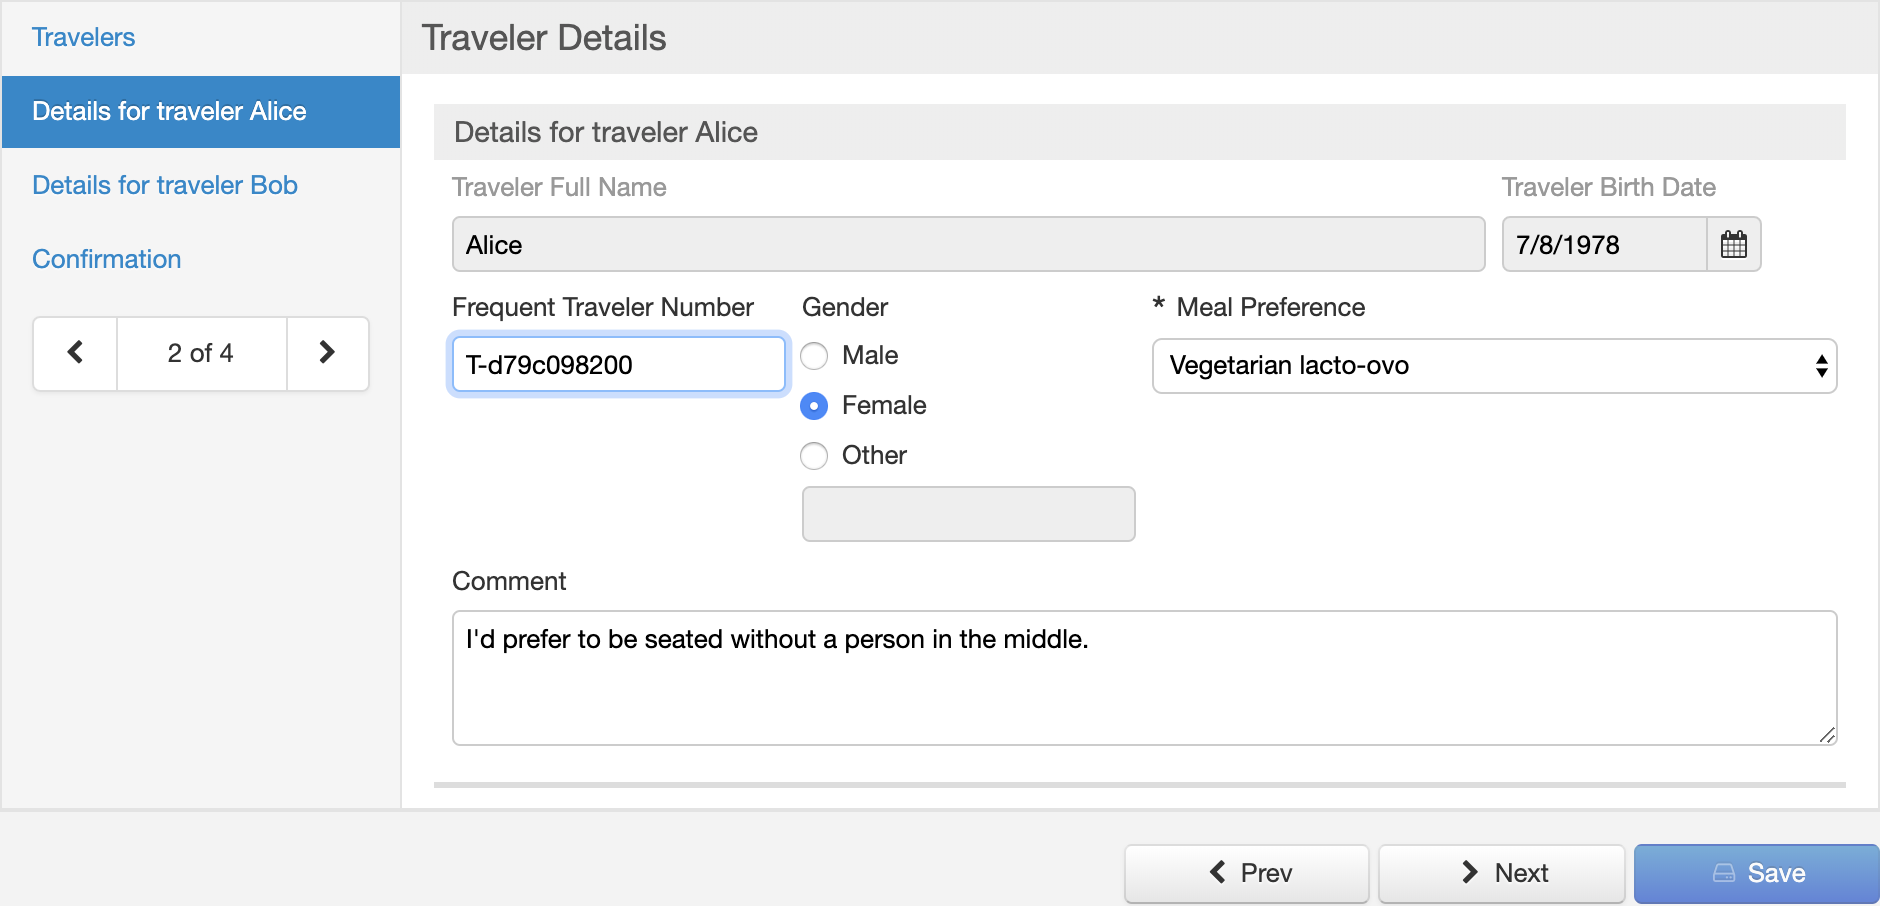 Travelers
Details for traveler Alice
Details for traveler Bob
Confirmation
2 of 4
Traveler Details
Details for traveler Alice
Traveler Full Name
Traveler Birth Date
Alice
7/8/1978
Frequent Traveler Number
Gender
* Meal Preference
T-d79c098200
Male
Vegetarian lacto-ovo
Female
Other
Comment
I'd prefer to be seated without a person in the middle.
Prev
Next
Save